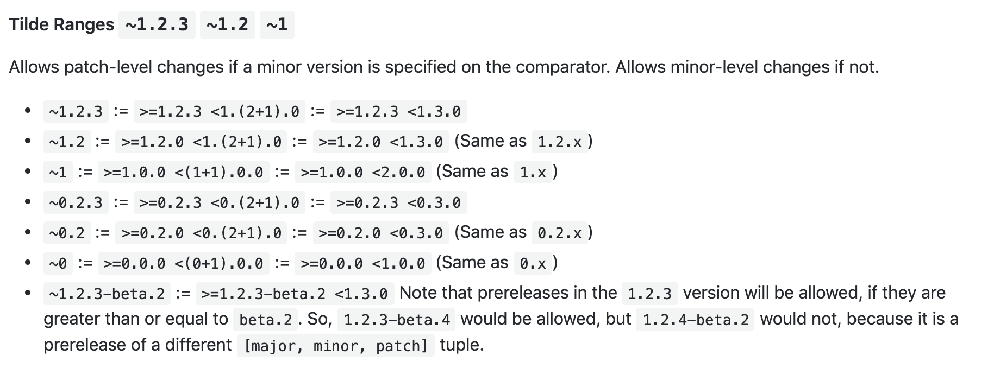 Tilde Ranges ~1.2.3 ~1.2 ~1
Allows patch-level changes if a minor version is specified on the comparator. Allows minor-level changes if not.
• ~1.2.3 := >=1.2.3 <1.(2+1).0 := >=1.2.3 <1.3.0
• ~1.2 := >=1.2.0 <1.(2+1).0 := >=1.2.0 <1.3.0 (Same as 1.2.x)
• ~1 := >=1.0.0 <(1+1).0.0 := >=1.0.0 <2.0.0 (Same as 1.x)
• ~0.2.3 := >=0.2.3 <0.(2+1).0 := >=0.2.3 <0.3.0
• ~0.2 := >=0.2.0 <0.(2+1).0 := >=0.2.0 <0.3.0 (Same as 0.2.x)
• ~0 := >=0.0.0 <(0+1).0.0 := >=0.0.0 <1.0.0 (Same as 0.x)
• ~1.2.3-beta.2 := >=1.2.3-beta.2 <1.3.0 Note that prereleases in the 1.2.3 version will be allowed, if they are
greater than or equal to beta.2. So, 1.2.3-beta.4 would be allowed, but 1.2.4-beta.2 would not, because it is a
prerelease of a different [major, minor, patch] tuple.